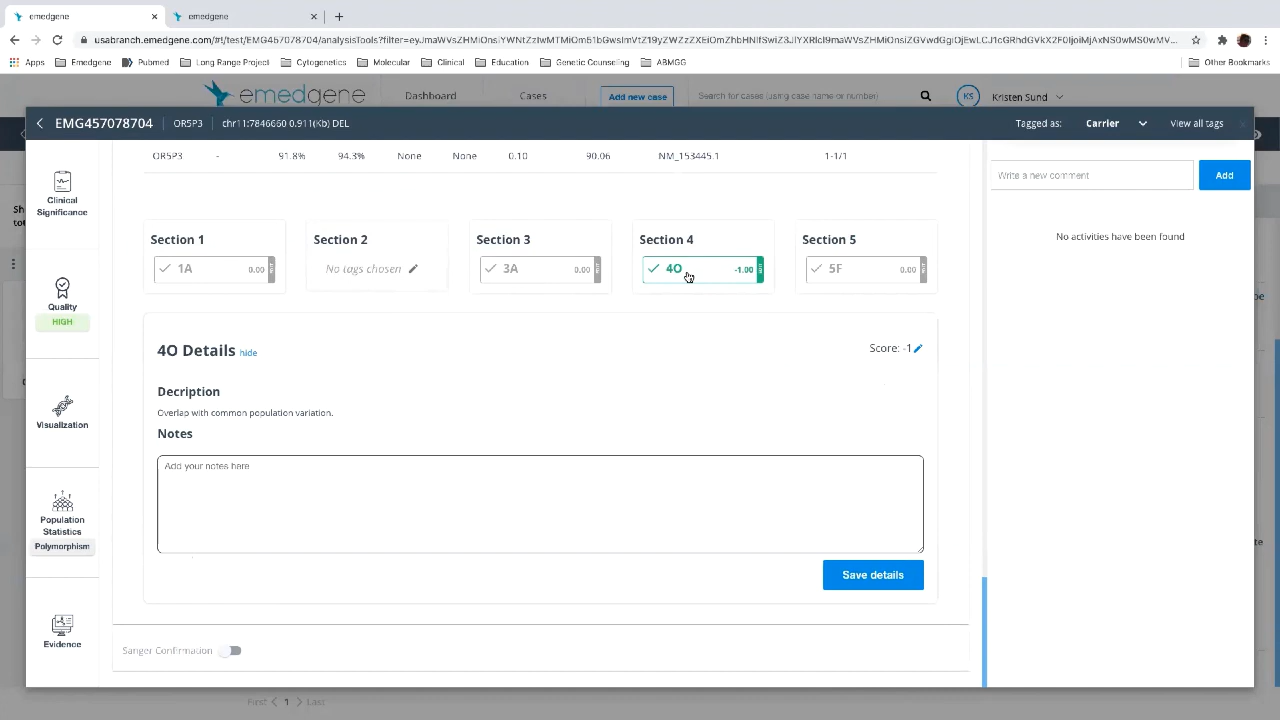 emedgene
emedgene
usabranch.emedgene.com/#t/test/EMG457078704/analysisTools?filter=
Apps Emedgene Pubmed Long Range Project Cytogenetics Molecular Clinical Education Genetic Counseling ABMGG Other Bookmarks
emedgene Dashboard Cases Add new case Search for cases (using case name or number) KS Kristen Sund
EMG457078704 OR5P3 chr11:7846660 0.911(Kb) DEL Tagged as: Carrier View all tags
OR5P3 - 91.8% 94.3% None None 0.10 90.06 NM_153445.1 1-1/1
Write a new comment Add
No activities have been found
Clinical
Significance
Quality
HIGH
Visualization
Population
Statistics
Polymorphism
Evidence
Section 1 Section 2 Section 3 Section 4 Section 5
1A 0.00 No tags chosen 3A 0.00 4O -1.00 5F 0.00
4O Details hide Score: -1
Decription
Overlap with common population variation.
Notes
Add your notes here
Save details
Sanger Confirmation
First 1 Last